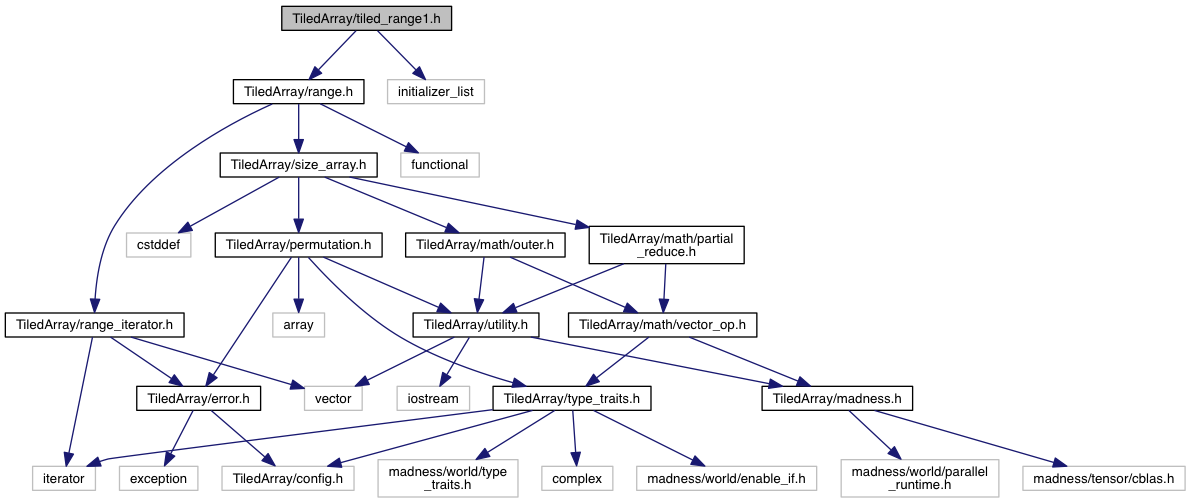 TiledArray/tiled_range1.h
TiledArray/range.h
initializer_list
TiledArray/size_array.h
functional
cstddef
TiledArray/permutation.h
TiledArray/math/outer.h
TiledArray/math/partial
_reduce.h
TiledArray/range_iterator.h
array
TiledArray/utility.h
TiledArray/math/vector_op.h
TiledArray/error.h
vector
iostream
TiledArray/type_traits.h
TiledArray/madness.h
iterator
exception
TiledArray/config.h
madness/world/type
_traits.h
complex
madness/world/enable_if.h
madness/world/parallel
_runtime.h
madness/tensor/cblas.h